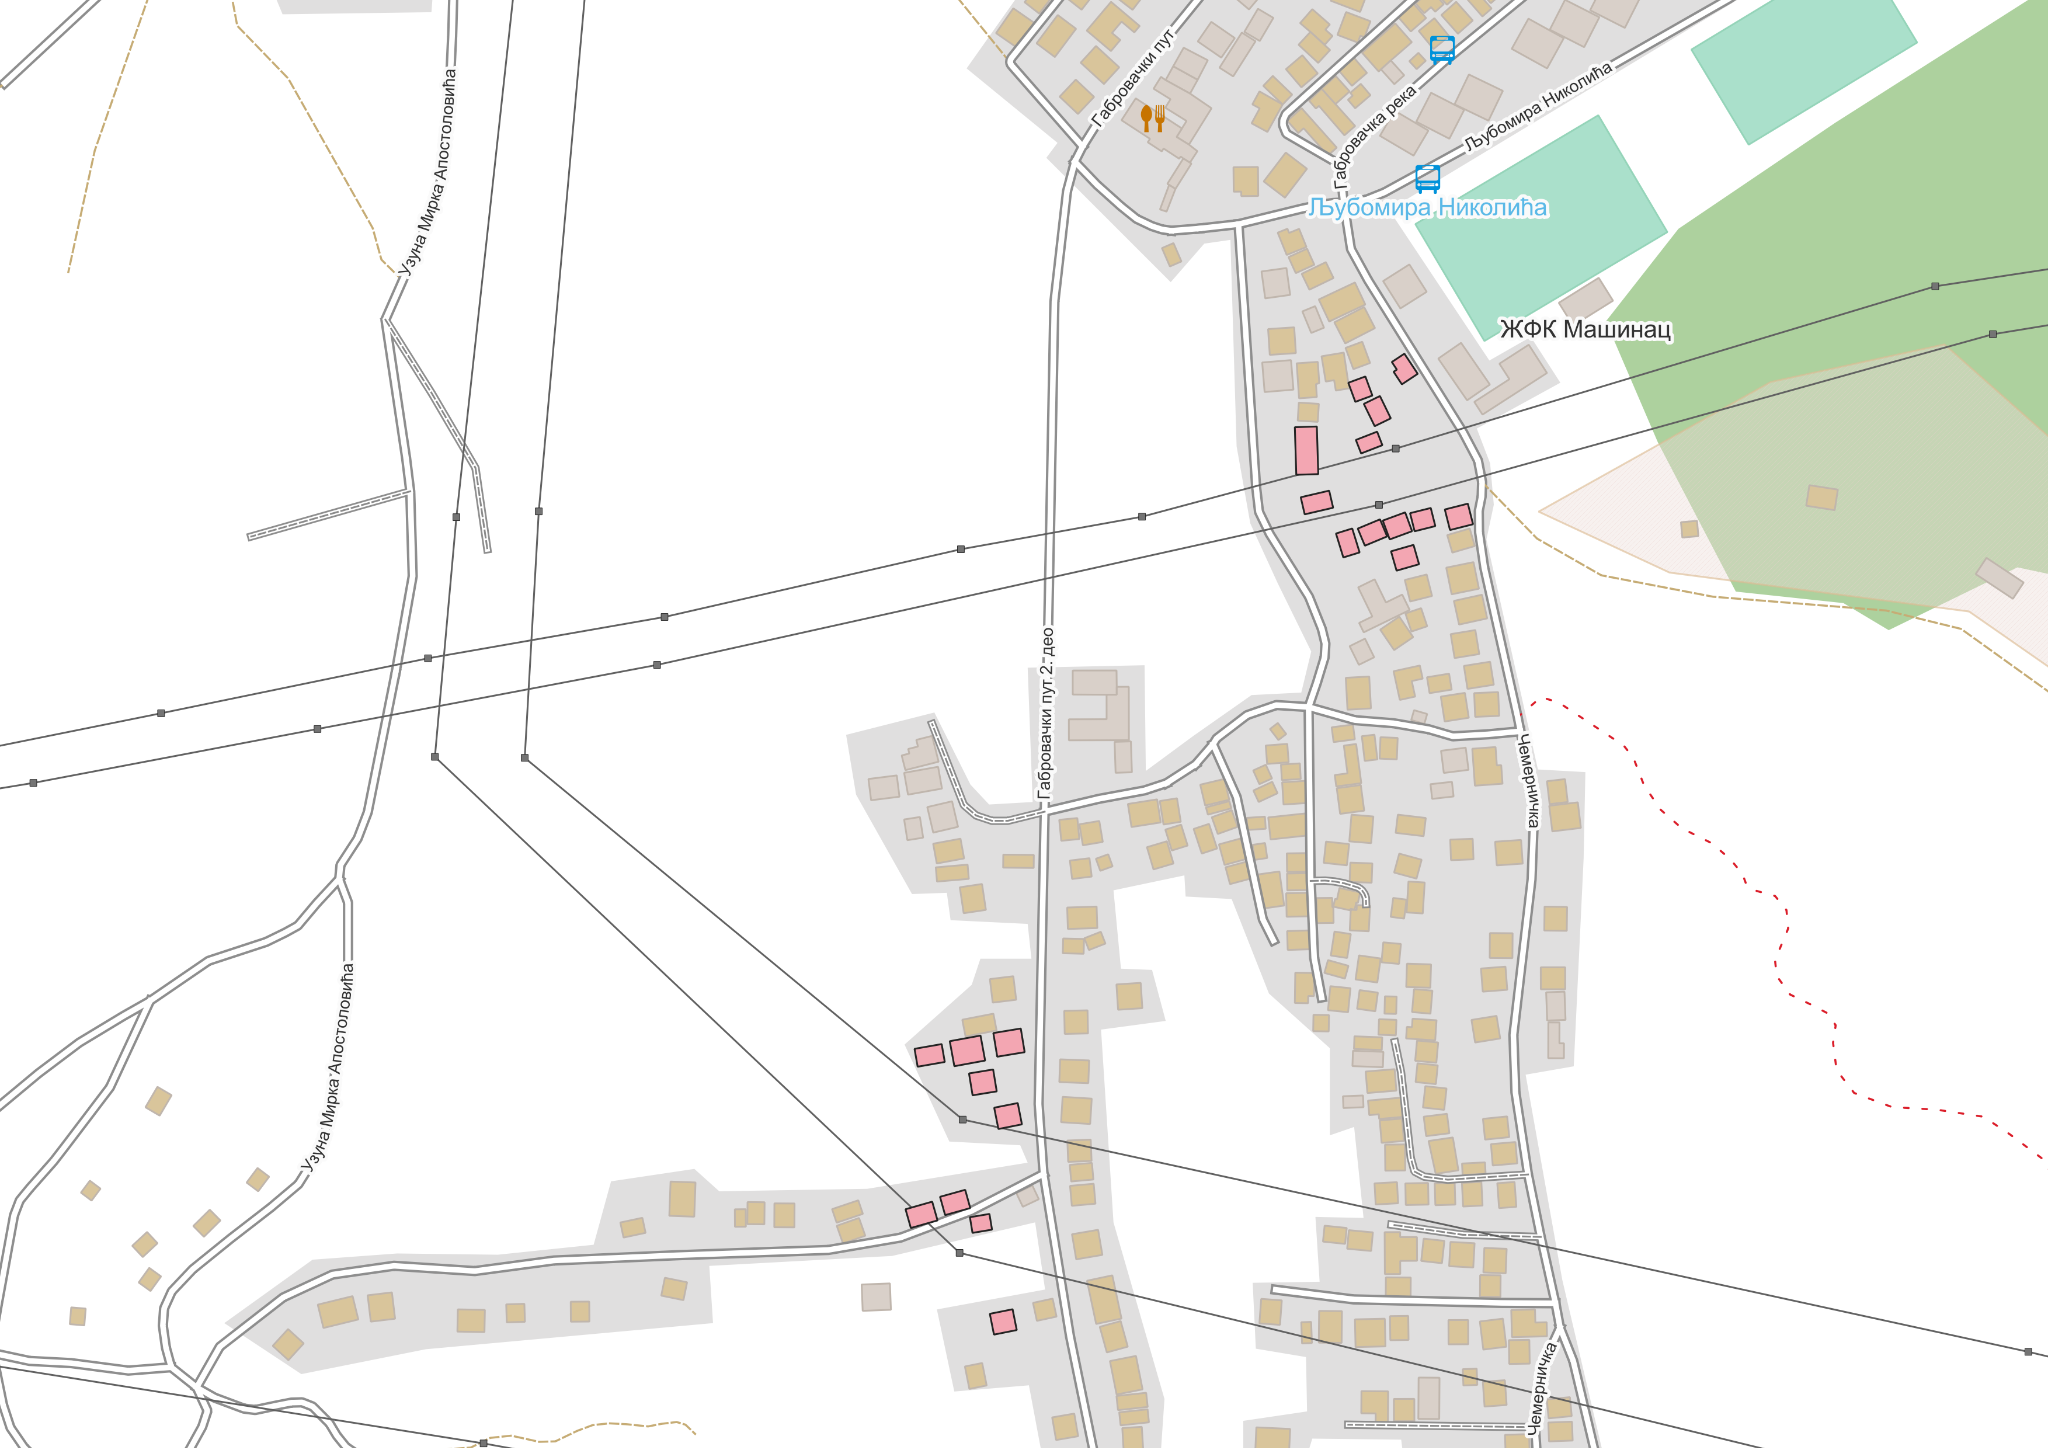 Габровачки пут
Узуна Мирка Апостоловића
Габровачка река
Љубомира Николића
Љубомира Николића
ЖФК Машинац
Габровачки пут 2. део
Чемерничка
Узуна Мирка Апостоловића
Чемерничка